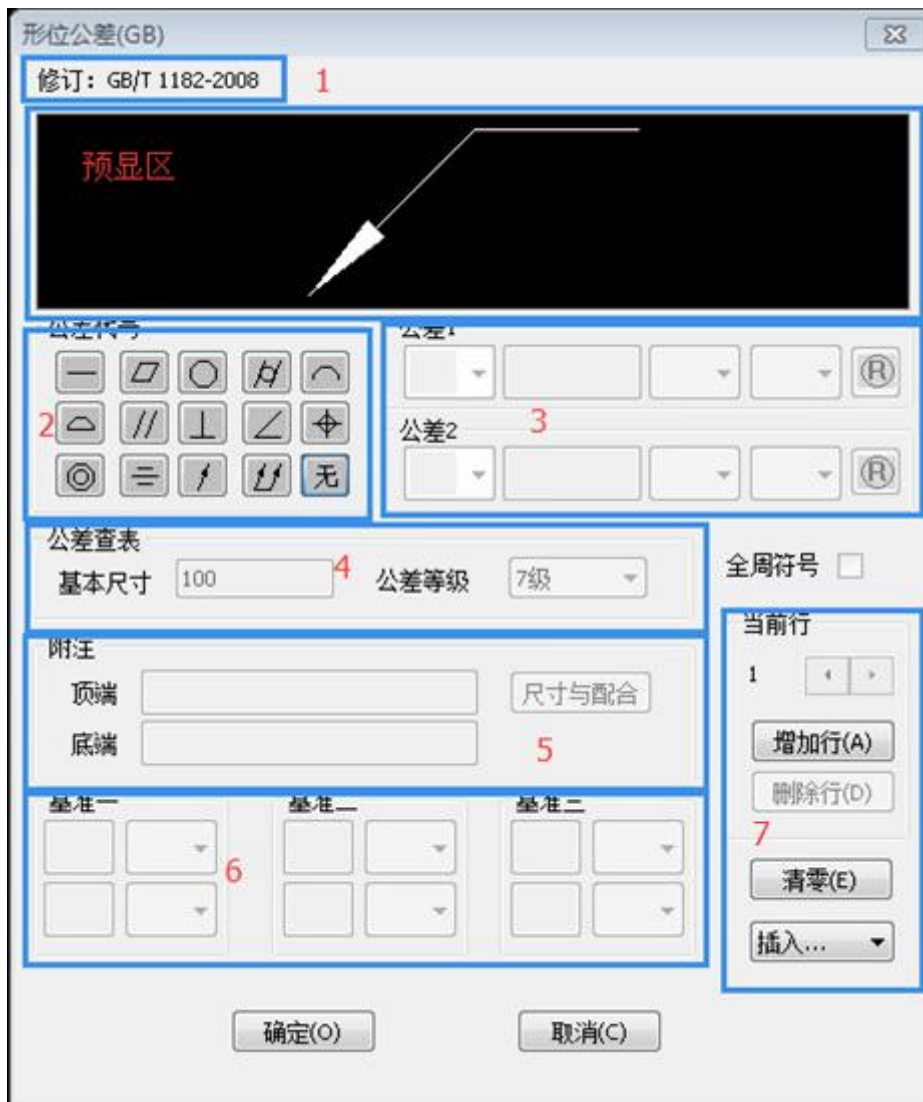 形位公差(GB)
修订: GB/T 1182-2008 1
预显区
公差代号 公差1
2 无 3 Ⓡ
公差2
Ⓡ
公差查表
基本尺寸 100 4 公差等级 7级 全周符号
附注 当前行
顶端 尺寸与配合 1
底端 5 增加行(A)
删除行(D)
基准一 基准二 基准三 7
6 清零(E)
插入...
确定(O) 取消(C)